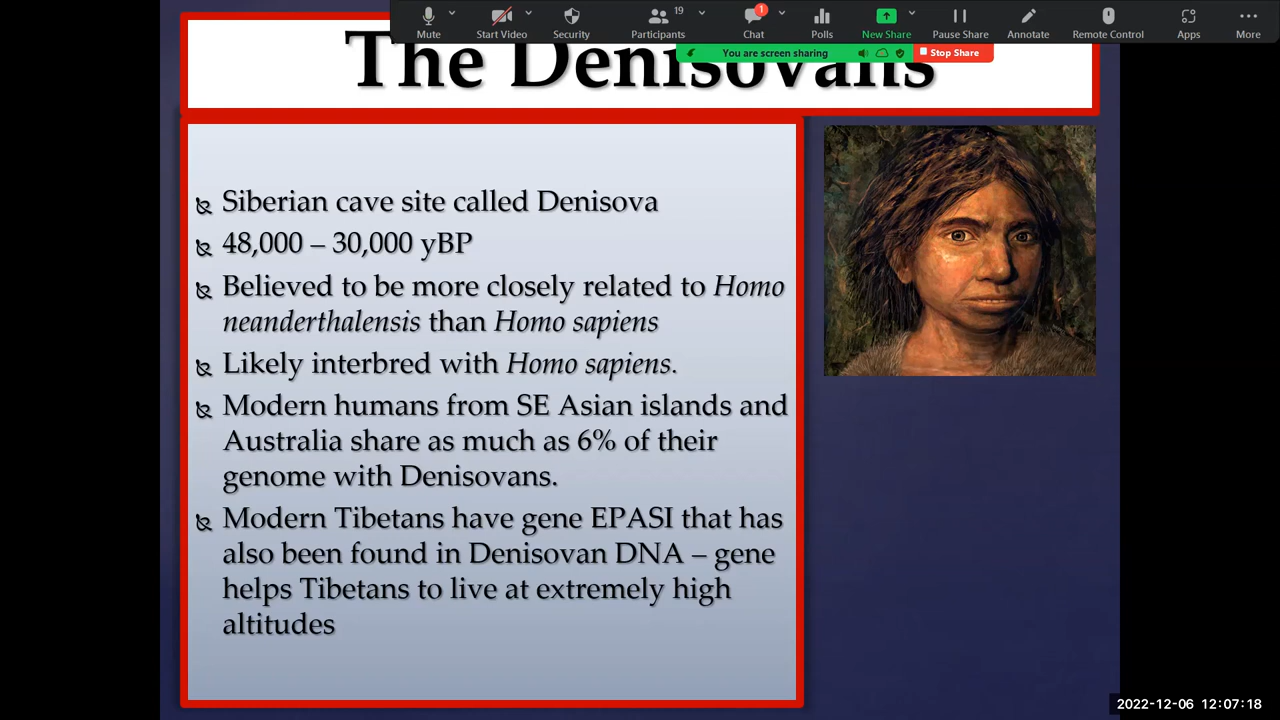 Mute
Start Video
Security
Participants
19
Chat
1
Polls
New Share
Pause Share
Annotate
Remote Control
Apps
More
You are screen sharing
Stop Share
The Denisovans
Siberian cave site called Denisova
48,000 – 30,000 yBP
Believed to be more closely related to Homo
neanderthalensis than Homo sapiens
Likely interbred with Homo sapiens.
Modern humans from SE Asian islands and
Australia share as much as 6% of their
genome with Denisovans.
Modern Tibetans have gene EPASI that has
also been found in Denisovan DNA – gene
helps Tibetans to live at extremely high
altitudes
2022-12-06 12:07:18